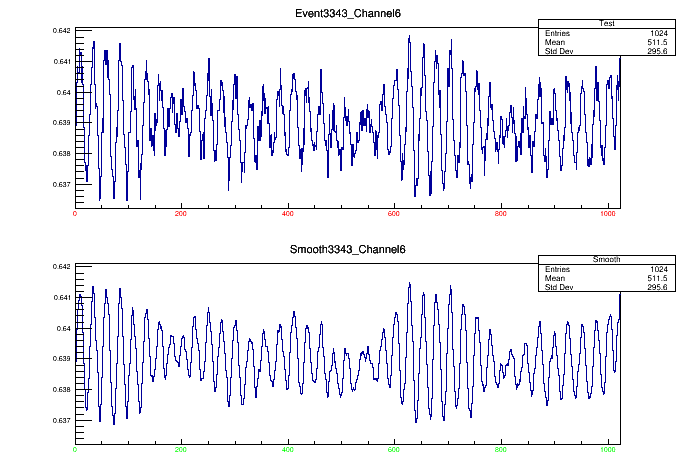 Event3343_Channel6
Test
Entries 1024
Mean 511.5
Std Dev 295.6
0.642
0.641
0.64
0.639
0.638
0.637
0 200 400 600 800 1000
Smooth3343_Channel6
Smooth
Entries 1024
Mean 511.5
Std Dev 295.6
0.642
0.641
0.64
0.639
0.638
0.637
0 200 400 600 800 1000